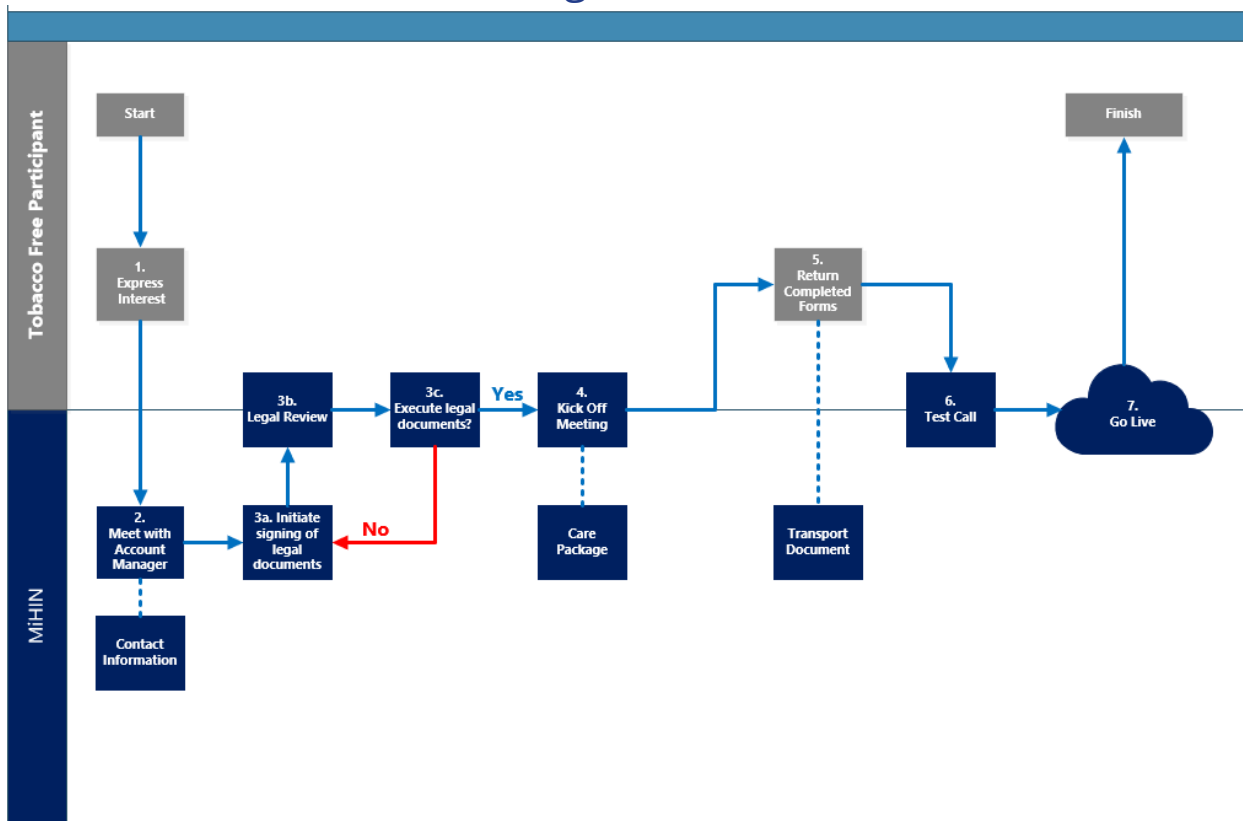 Tobacco Free Participant
Start
Finish
1.
Express
Interest
5.
Return
Completed
Forms
3b.
Legal Review
3c.
Execute legal
documents?
Yes
4.
Kick Off
Meeting
6.
Test Call
7.
Go Live
MiHIN
2.
Meet with
Account
Manager
3a. Initiate
signing of
legal
documents
No
Care
Package
Transport
Document
Contact
Information